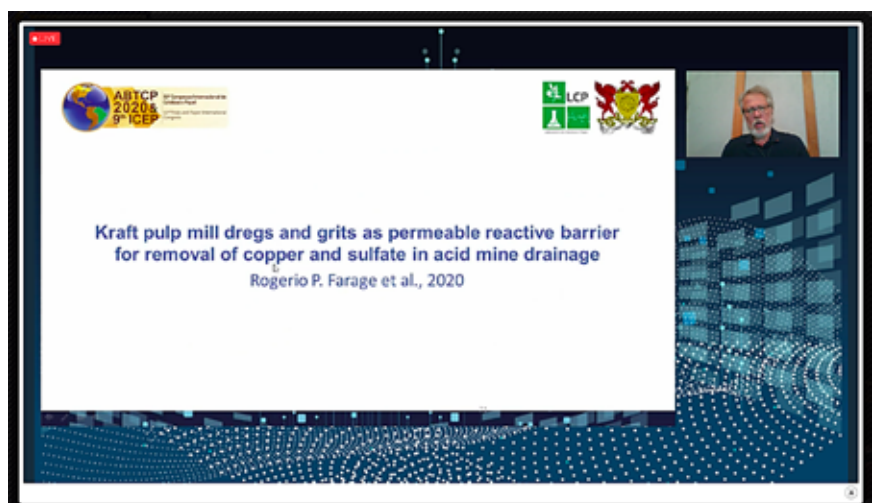 LIVE
ABTCP
2020 &
9th ICEP
LCP
Kraft pulp mill dregs and grits as permeable reactive barrier
for removal of copper and sulfate in acid mine drainage
Rogerio P. Farage et al., 2020